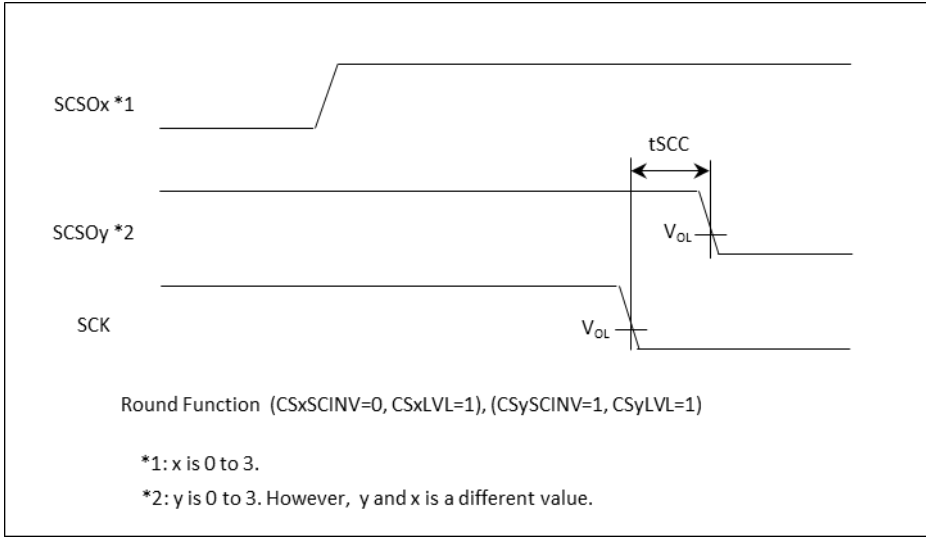 SCSOx *1
tSCC
SCSOy *2
VOL
SCK
VOL
Round Function (CSxSCINV=0, CSxLVL=1), (CSySCINV=1, CSyLVL=1)
*1: x is 0 to 3.
*2: y is 0 to 3. However, y and x is a different value.